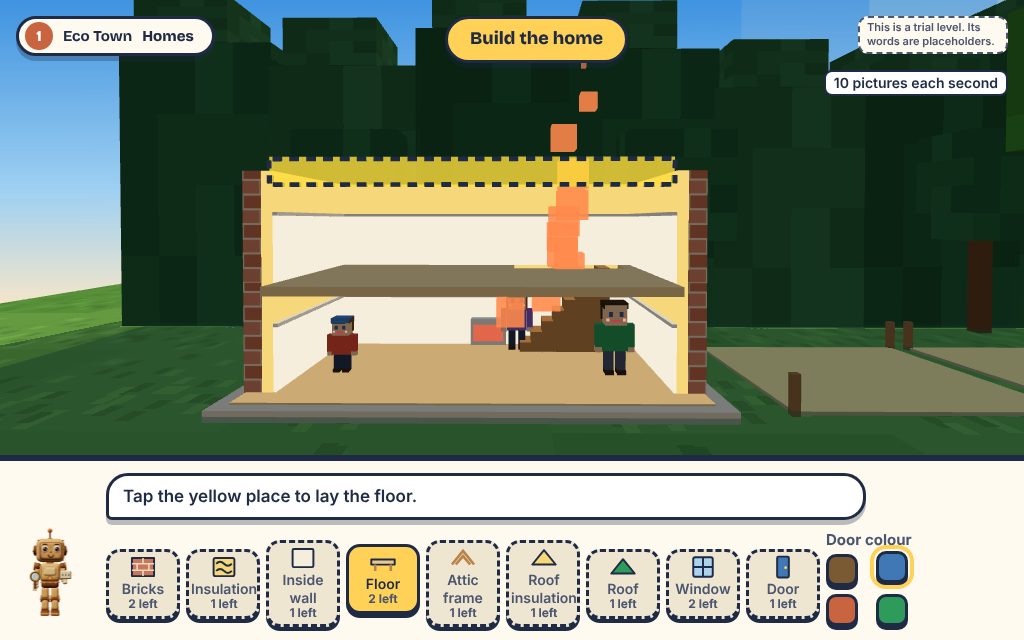 1 Eco Town Homes
Build the home
This is a trial level. Its
words are placeholders.
10 pictures each second
Tap the yellow place to lay the floor.
Bricks
2 left
Insulation
1 left
Inside
wall
1 left
Floor
2 left
Attic
frame
1 left
Roof
insulation
1 left
Roof
1 left
Window
2 left
Door
1 left
Door colour